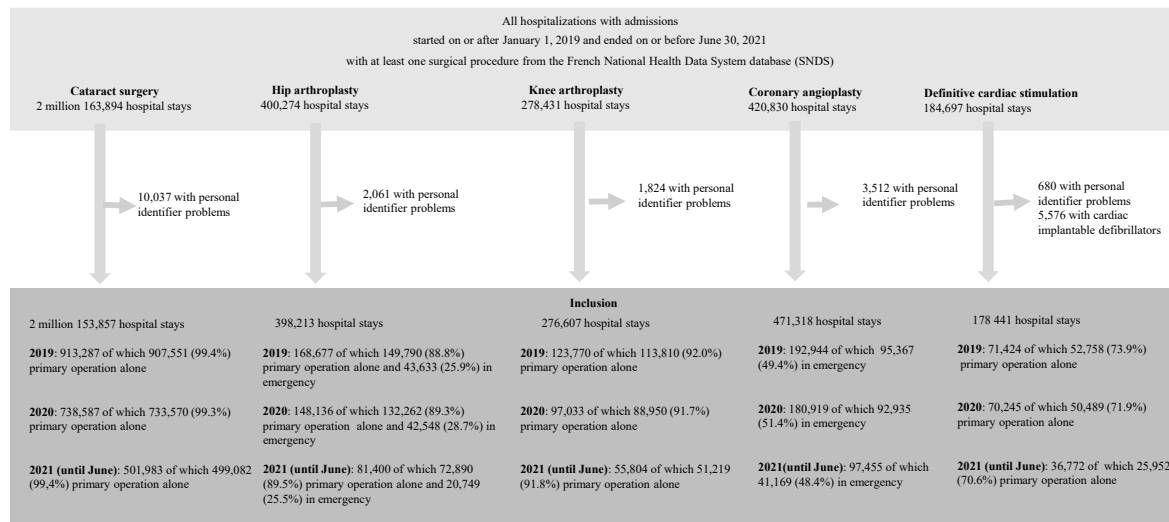 All hospitalizations with admissions
started on or after January 1, 2019 and ended on or before June 30, 2021
with at least one surgical procedure from the French National Health Data System database (SNDS)
Cataract surgery
2 million 163,894 hospital stays
Hip arthroplasty
400,274 hospital stays
Knee arthroplasty
278,431 hospital stays
Coronary angioplasty
420,830 hospital stays
Definitive cardiac stimulation
184,697 hospital stays
10,037 with personal
identifier problems
2,061 with personal
identifier problems
1,824 with personal
identifier problems
3,512 with personal
identifier problems
680 with personal
identifier problems
5,576 with cardiac
implantable defibrillators
Inclusion
2 million 153,857 hospital stays
2019: 913,287 of which 907,551 (99.4%)
primary operation alone
2020: 738,587 of which 733,570 (99.3%)
primary operation alone
2021 (until June): 501,983 of which 499,082
(99,4%) primary operation alone
398,213 hospital stays
2019: 168,677 of which 149,790 (88.8%)
primary operation alone and 43,633 (25.9%) in
emergency
2020: 148,136 of which 132,262 (89.3%)
primary operation alone and 42,548 (28.7%) in
emergency
2021 (until June): 81,400 of which 72,890
(89.5%) primary operation alone and 20,749
(25.5%) in emergency
276,607 hospital stays
2019: 123,770 of which 113,810 (92.0%)
primary operation alone
2020: 97,033 of which 88,950 (91.7%)
primary operation alone
2021 (until June): 55,804 of which 51,219
(91.8%) primary operation alone
471,318 hospital stays
2019: 192,944 of which 95,367
(49.4%) in emergency
2020: 180,919 of which 92,935
(51.4%) in emergency
2021(until June): 97,455 of which
41,169 (48.4%) in emergency
178 441 hospital stays
2019: 71,424 of which 52,758 (73.9%)
primary operation alone
2020: 70,245 of which 50,489 (71.9%)
primary operation alone
2021 (until June): 36,772 of which 25,952
(70.6%) primary operation alone